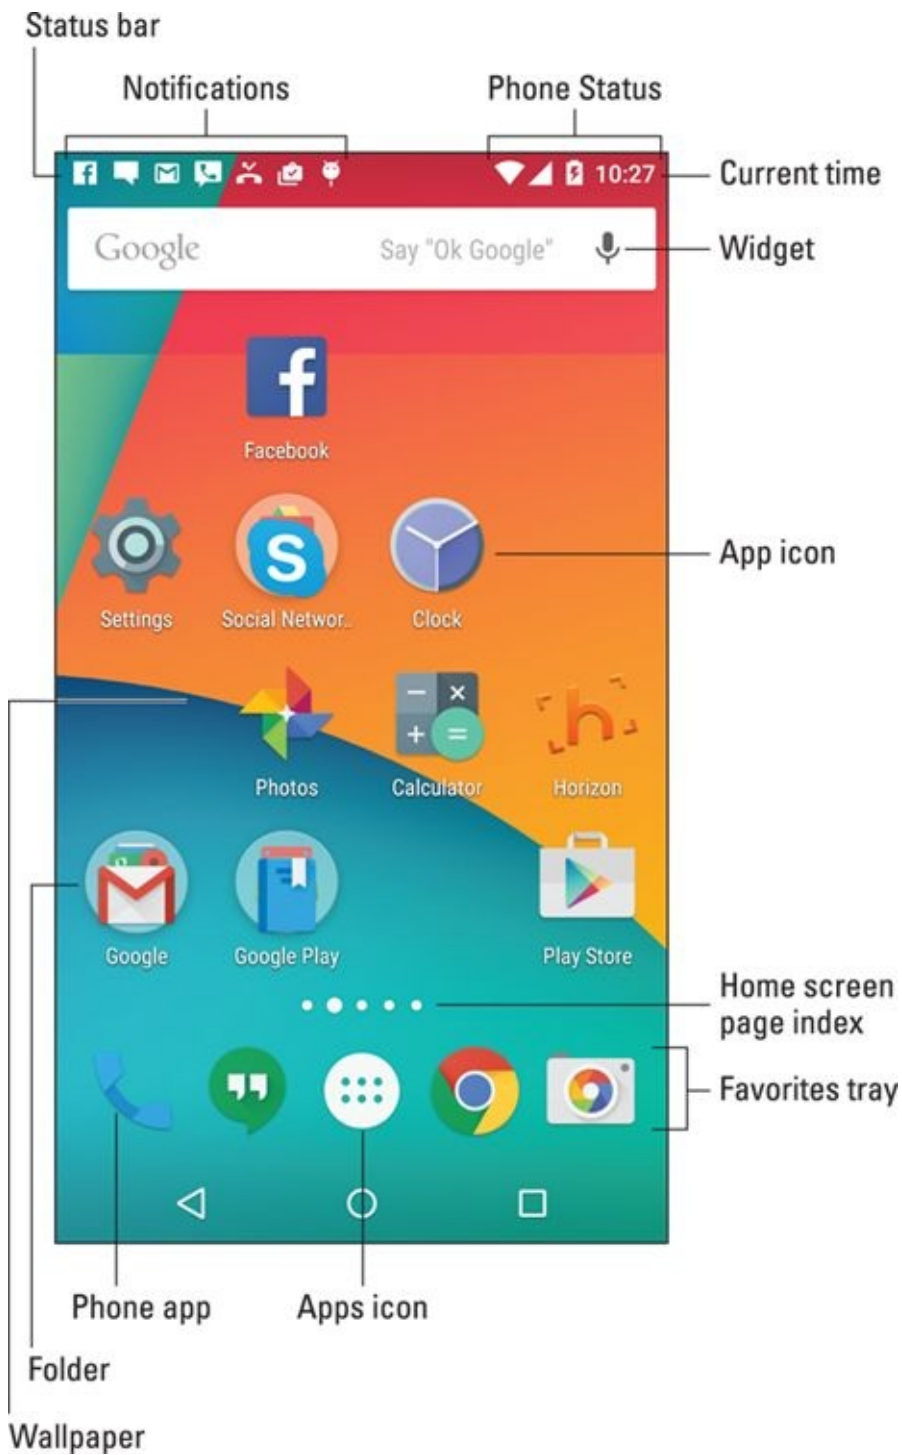 Status bar
Notifications
Phone Status
10:27
Current time
Google
Say "Ok Google"
Widget
Facebook
App icon
Settings
Social Networ..
Clock
Photos
Calculator
Horizon
Google
Google Play
Play Store
Home screen
page index
Favorites tray
Phone app
Apps icon
Folder
Wallpaper